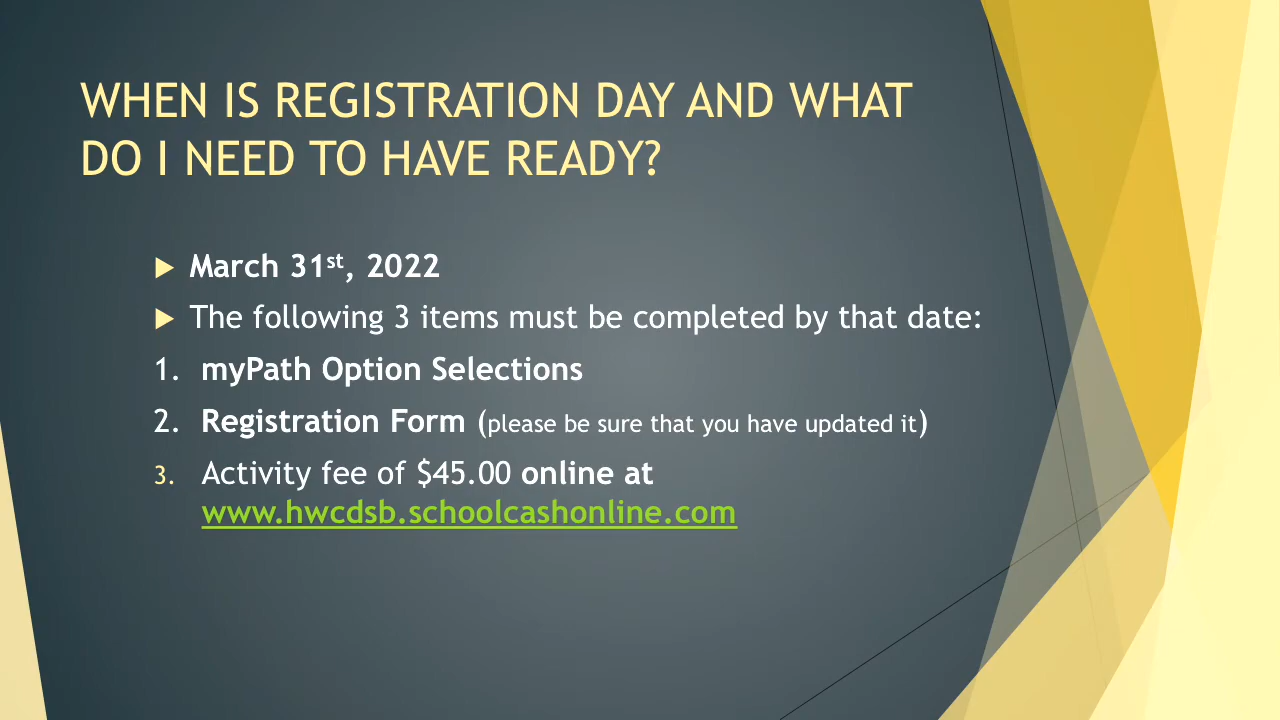 WHEN IS REGISTRATION DAY AND WHAT
DO I NEED TO HAVE READY?
March 31st, 2022
The following 3 items must be completed by that date:
1. myPath Option Selections
2. Registration Form (please be sure that you have updated it)
3. Activity fee of $45.00 online at
www.hwcdsb.schoolcashonline.com